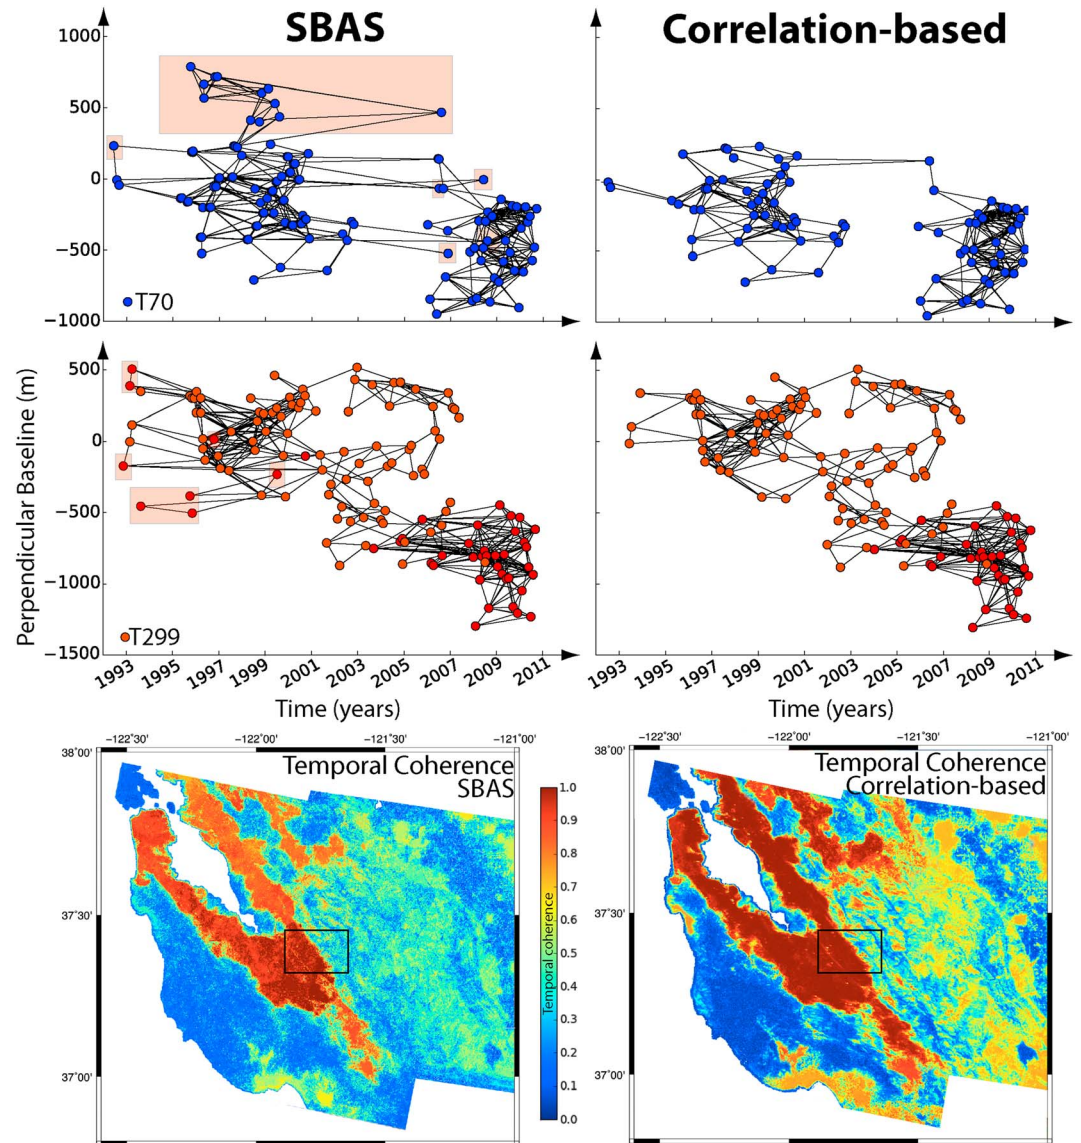 SBAS
Correlation-based
1000
500
0
−500
−1000
T70
500
0
−500
−1000
−1500
T299
Perpendicular Baseline (m)
1993 1995 1997 1999 2001 2003 2005 2007 2009 2011
1993 1995 1997 1999 2001 2003 2005 2007 2009 2011
Time (years)
Time (years)
−122˚30' −122˚00' −121˚30' −121˚00'
38˚00'
37˚30'
37˚00'
Temporal Coherence
SBAS
1.0
0.9
0.8
0.7
0.6
0.5
0.4
0.3
0.2
0.1
0.0
Temporal coherence
−122˚30' −122˚00' −121˚30' −121˚00'
38˚00'
37˚30'
37˚00'
Temporal Coherence
Correlation-based